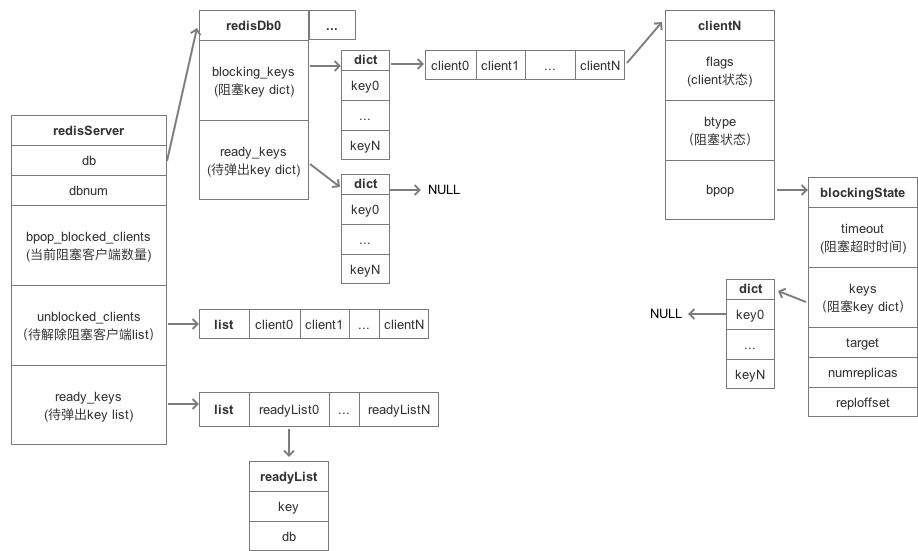 redisServer
db
dbnum
bpop_blocked_clients
(当前阻塞客户端数量)
unblocked_clients
(待解除阻塞客户端list)
ready_keys
(待弹出key list)
redisDb0
...
blocking_keys
(阻塞key dict)
ready_keys
(待弹出key dict)
dict
key0
...
keyN
client0
client1
...
clientN
dict
key0
...
keyN
NULL
list
client0
client1
...
clientN
list
readyList0
...
readyListN
readyList
key
db
clientN
flags
(client状态)
btype
(阻塞状态)
bpop
blockingState
timeout
(阻塞超时时间)
keys
(阻塞key dict)
target
numreplicas
reploffset
dict
key0
...
keyN
NULL